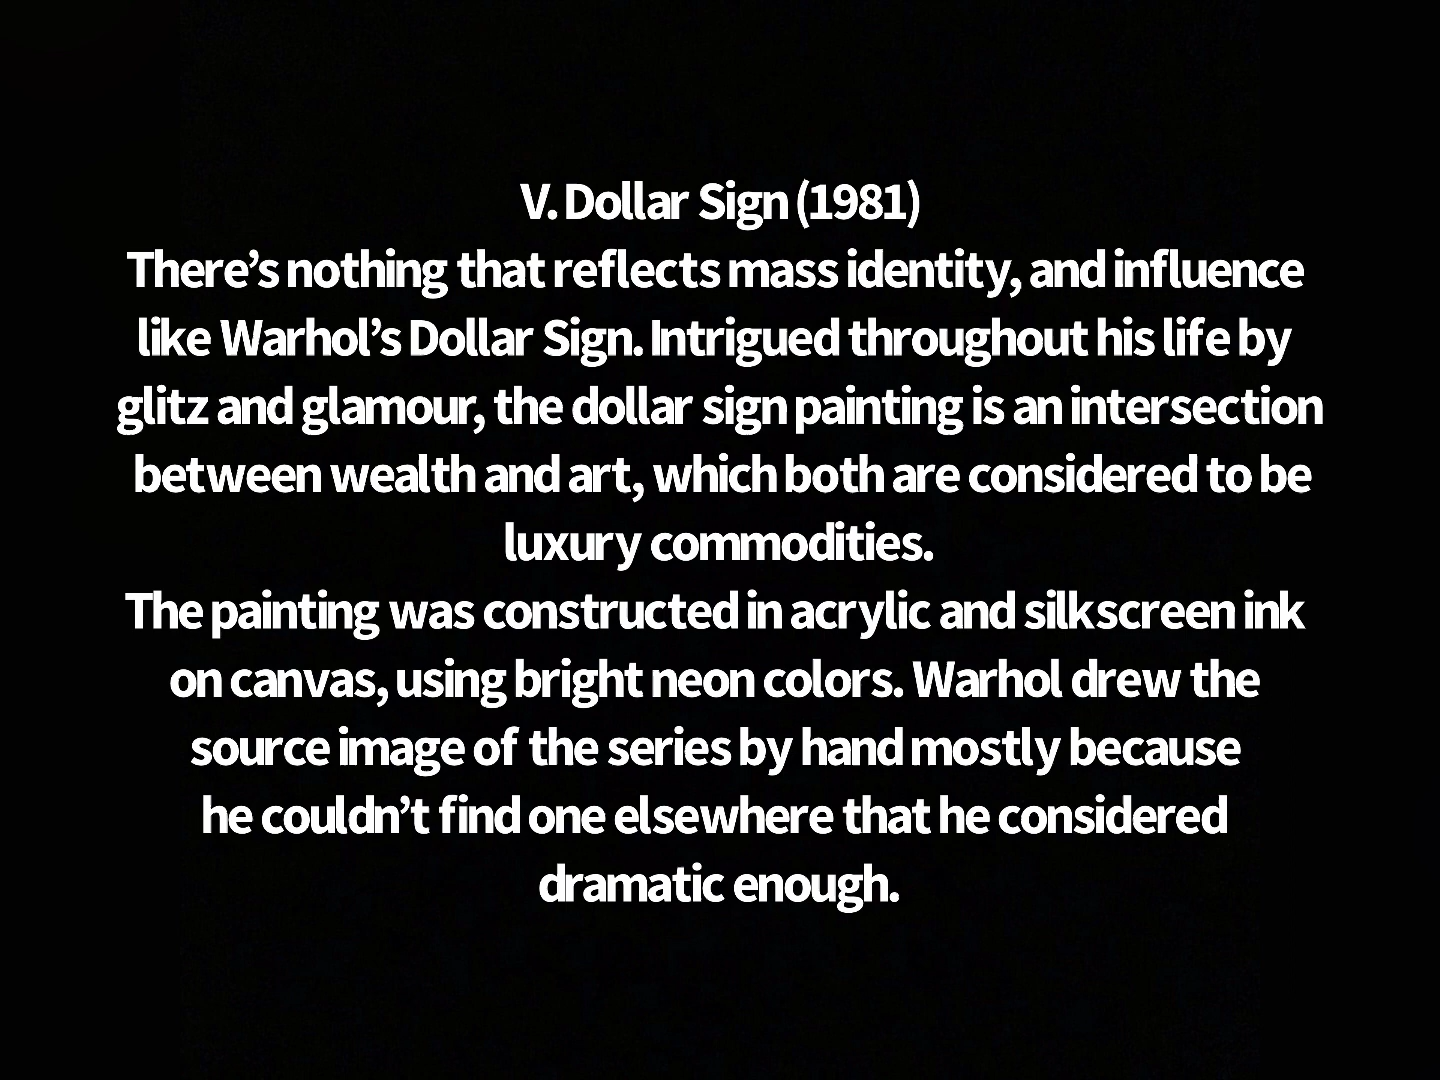 V. Dollar Sign (1981)
There’s nothing that reflects mass identity, and influence
like Warhol’s Dollar Sign. Intrigued throughout his life by
glitz and glamour, the dollar sign painting is an intersection
between wealth and art, which both are considered to be
luxury commodities.
The painting was constructed in acrylic and silkscreen ink
on canvas, using bright neon colors. Warhol drew the
source image of the series by hand mostly because
he couldn’t find one elsewhere that he considered
dramatic enough.